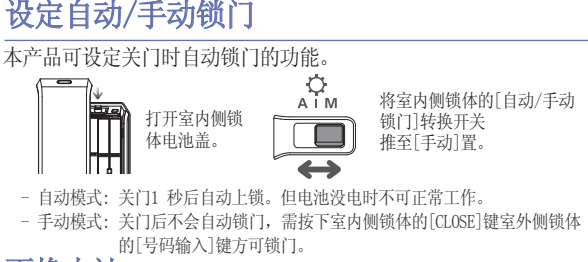 设定自动/手动锁门
本产品可设定关门时自动锁门的功能。
打开室内侧锁
体电池盖。
A M
将室内侧锁体的[自动/手动
锁门]转换开关
推至[手动]置。
- 自动模式: 关门1 秒后自动上锁。但电池没电时不可正常工作。
- 手动模式: 关门后不会自动锁门, 需按下室内侧锁体的[CLOSE]键室外侧锁体
的[号码输入]键方可锁门。